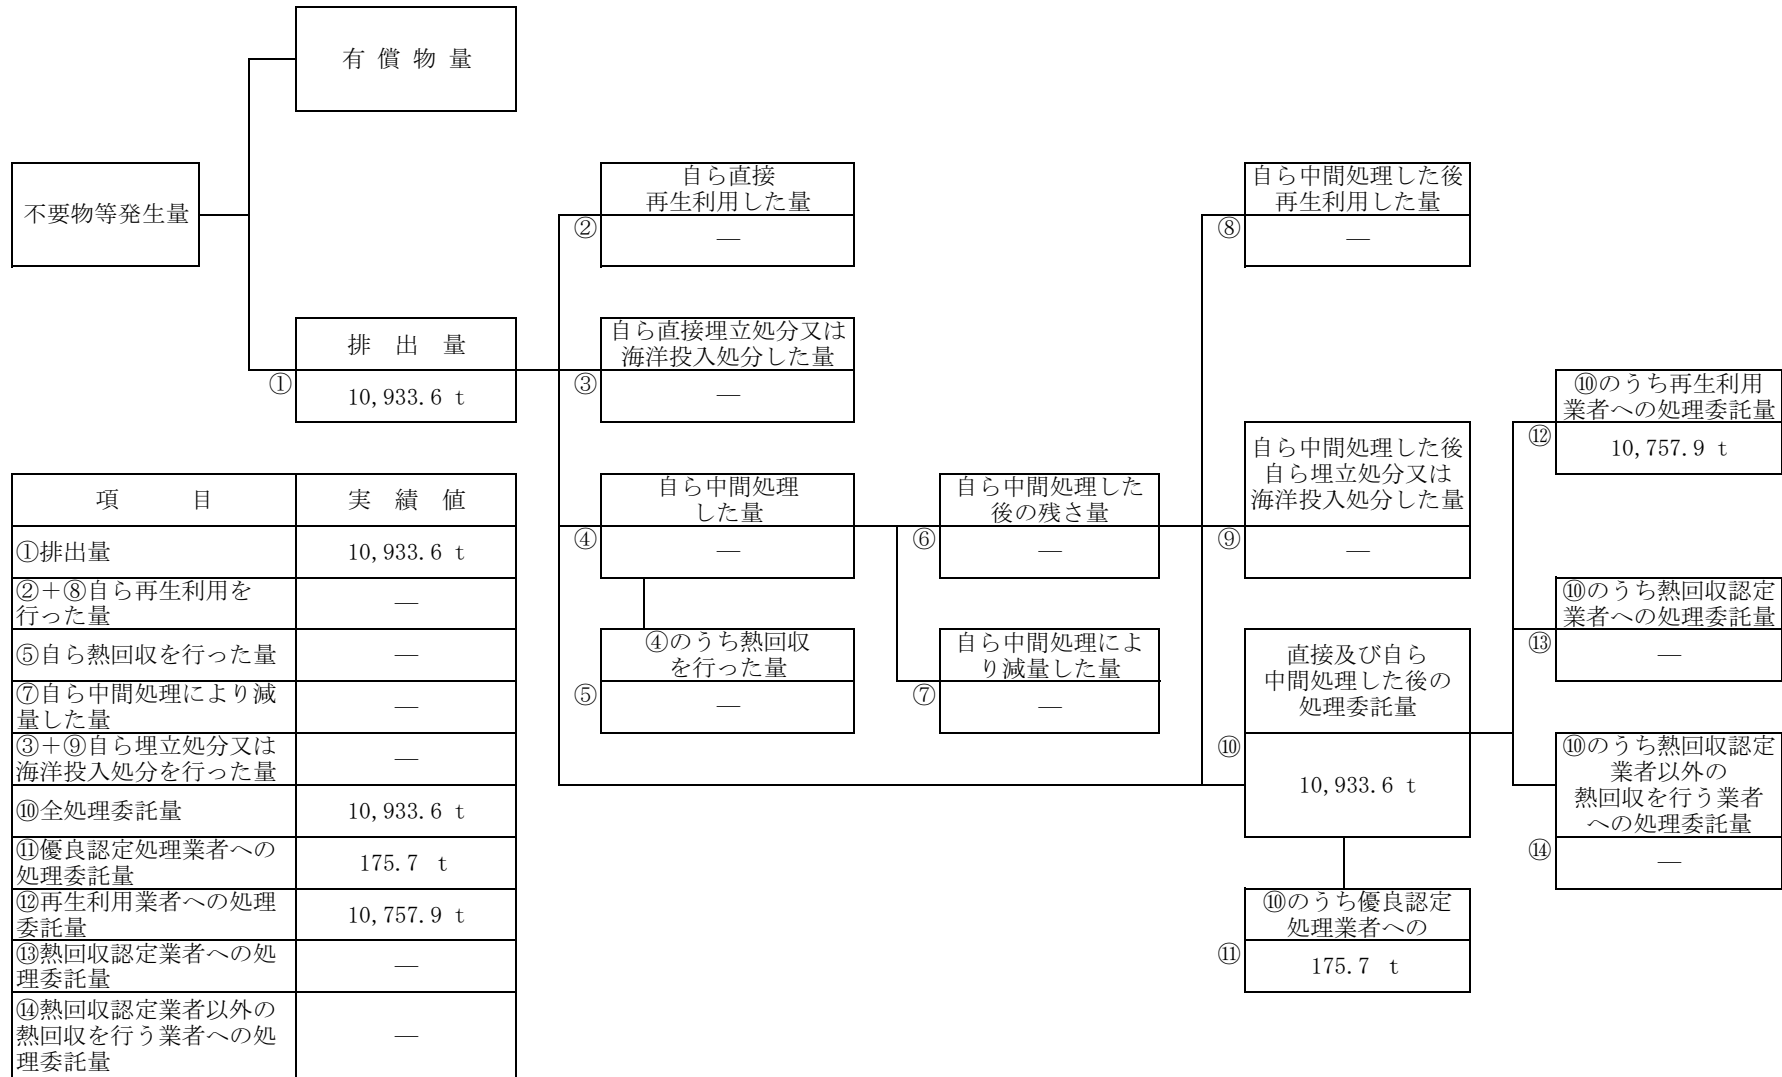 有 償 物 量
不要物等発生量
排 出 量
①
10,933.6 t
自ら直接
再生利用した量
②
―
自ら直接埋立処分又は
海洋投入処分した量
③
―
自ら中間処理
した量
④
―
④のうち熱回収
を行った量
⑤
―
自ら中間処理した
後の残さ量
⑥
―
自ら中間処理によ
り減量した量
⑦
―
自ら中間処理した後
再生利用した量
⑧
―
自ら中間処理した後
自ら埋立処分又は
海洋投入処分した量
⑨
―
直接及び自ら
中間処理した後の
処理委託量
⑩
10,933.6 t
⑩のうち優良認定
処理業者への
⑪
175.7 t
⑩のうち再生利用
業者への処理委託量
⑫
10,757.9 t
⑩のうち熱回収認定
業者への処理委託量
⑬
―
⑩のうち熱回収認定
業者以外の
熱回収を行う業者
への処理委託量
⑭
―
項 目 実 績 値
①排出量 10,933.6 t
②＋⑧自ら再生利用を
行った量 ―
⑤自ら熱回収を行った量 ―
⑦自ら中間処理により減
量した量 ―
③＋⑨自ら埋立処分又は
海洋投入処分を行った量 ―
⑩全処理委託量 10,933.6 t
⑪優良認定処理業者への
処理委託量 175.7 t
⑫再生利用業者への処理
委託量 10,757.9 t
⑬熱回収認定業者への処
理委託量 ―
⑭熱回収認定業者以外の
熱回収を行う業者への処
理委託量 ―